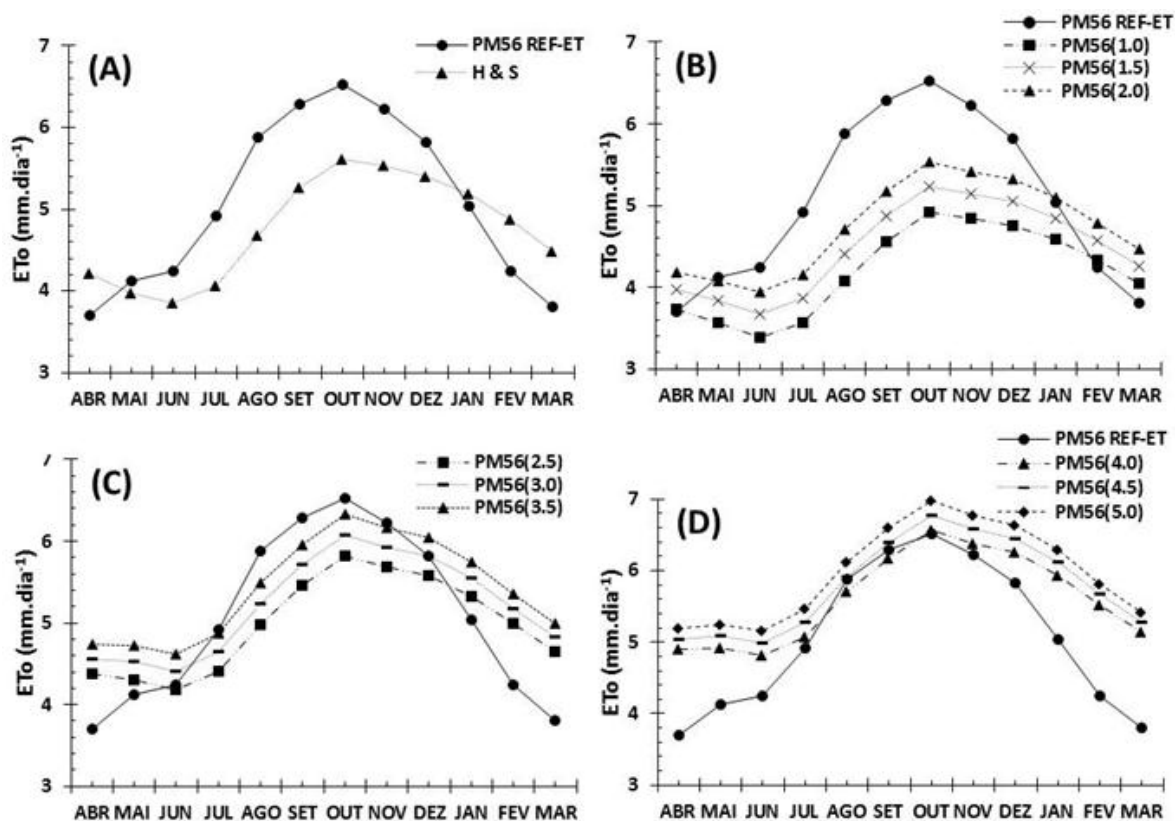 (A)
PM56 REF-ET
H & S
ETo (mm.dia-1)
7
6
5
4
3
ABR MAI JUN JUL AGO SET OUT NOV DEZ JAN FEV MAR
(B)
PM56 REF-ET
PM56(1.0)
PM56(1.5)
PM56(2.0)
ETo (mm.dia-1)
7
6
5
4
3
ABR MAI JUN JUL AGO SET OUT NOV DEZ JAN FEV MAR
(C)
PM56(2.5)
PM56(3.0)
PM56(3.5)
ETo (mm.dia-1)
7
6
5
4
3
ABR MAI JUN JUL AGO SET OUT NOV DEZ JAN FEV MAR
(D)
PM56 REF-ET
PM56(4.0)
PM56(4.5)
PM56(5.0)
ETo (mm.dia-1)
7
6
5
4
3
ABR MAI JUN JUL AGO SET OUT NOV DEZ JAN FEV MAR